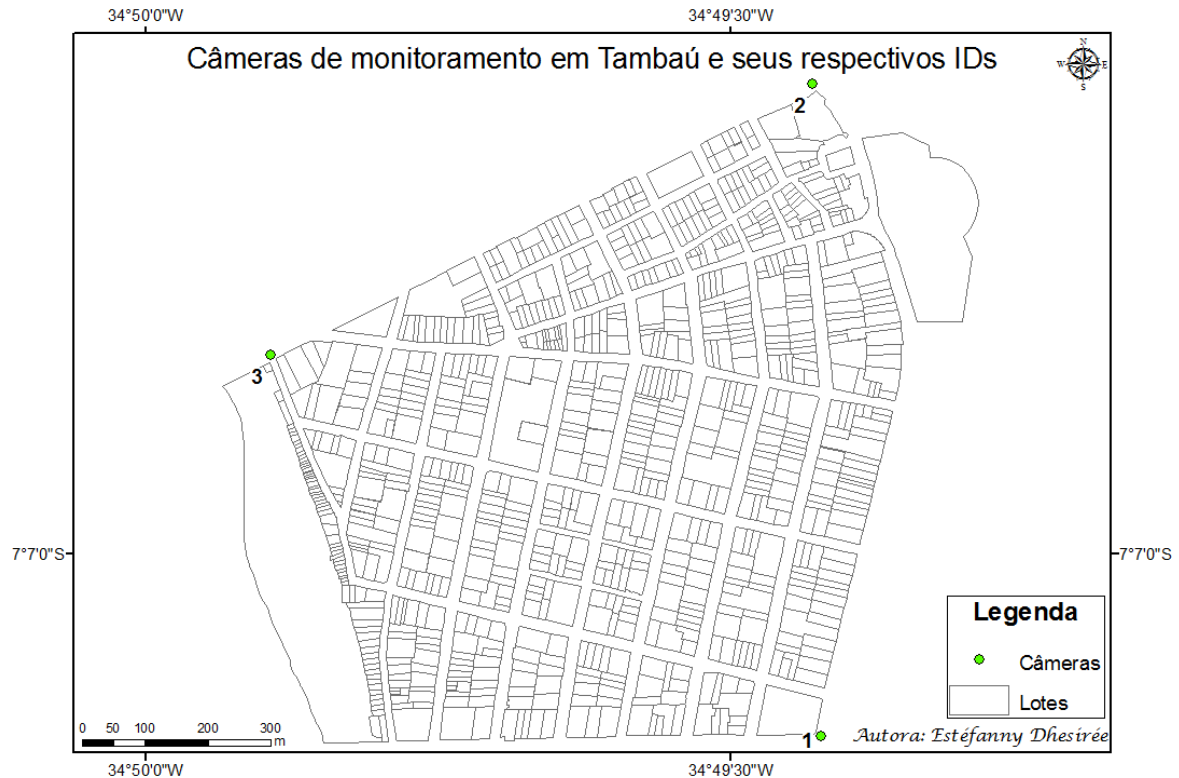 34°50'0"W 34°49'30"W
Câmeras de monitoramento em Tambaú e seus respectivos IDs
N
W E
S
2
3
7°7'0"S 7°7'0"S
Legenda
Câmeras
Lotes
0 50 100 200 300
m
1
Autora: Estéfanny Dhesirée
34°50'0"W 34°49'30"W